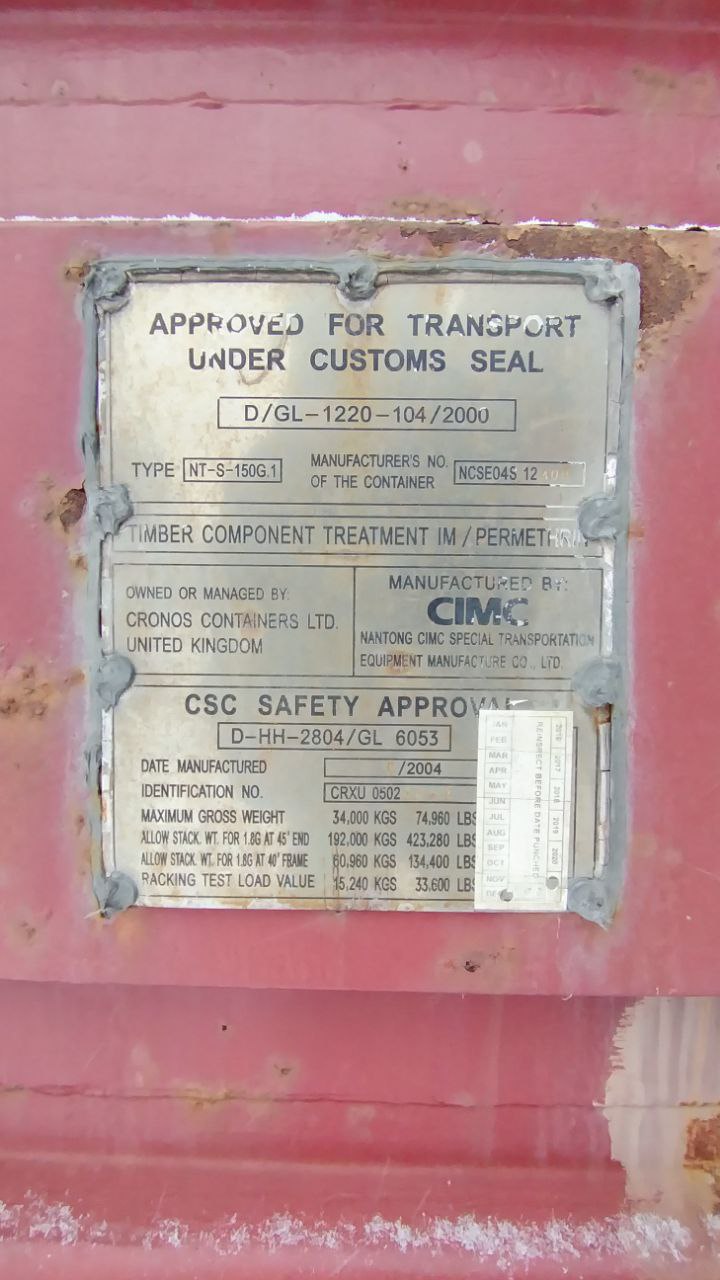 APPROVED FOR TRANSPORT
UNDER CUSTOMS SEAL
D/GL-1220-104/2000
TYPE NT-S-150G.1
MANUFACTURER'S NO.
OF THE CONTAINER
NCSE04S 12
TIMBER COMPONENT TREATMENT IM / PERMETHRIN
OWNED OR MANAGED BY:
CRONOS CONTAINERS LTD.
UNITED KINGDOM
MANUFACTURED BY:
CIMC
NANTONG CIMC SPECIAL TRANSPORTATION
EQUIPMENT MANUFACTURE CO., LTD.
CSC SAFETY APPROVAL
D-HH-2804/GL 6053
DATE MANUFACTURED /2004
IDENTIFICATION NO. CRXU 0502
MAXIMUM GROSS WEIGHT 34,000 KGS 74,960 LBS
ALLOW STACK. WT. FOR 1.8G AT 45' END 192,000 KGS 423,280 LBS
ALLOW STACK. WT. FOR 1.8G AT 40' FRAME 60,960 KGS 134,400 LBS
RACKING TEST LOAD VALUE 15,240 KGS 33,600 LBS
JAN
FEB
MAR
APR
MAY
JUN
JUL
AUG
SEP
OCT
NOV
REINSPECT BEFORE DATE PUNCHED
2017 2018 2019 2020